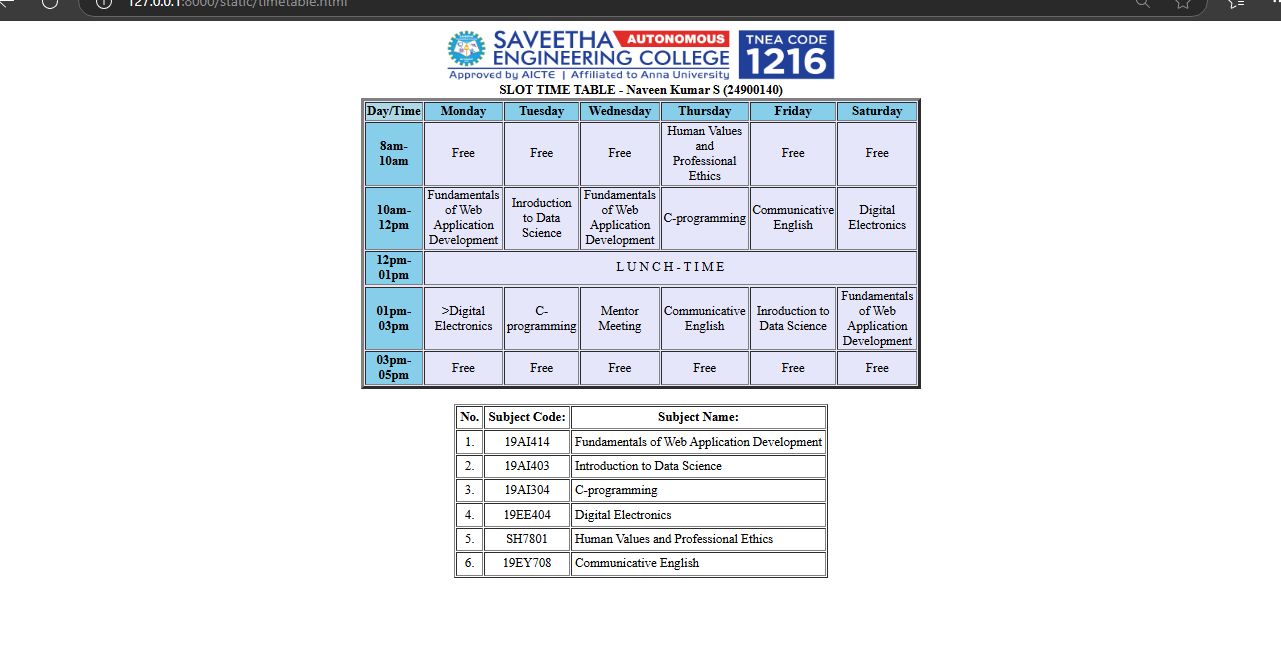 127.0.0.1:8000/static/timetable.html
SAVEETHA AUTONOMOUS
ENGINEERING COLLEGE
Approved by AICTE | Affiliated to Anna University
TNEA CODE
1216
SLOT TIME TABLE - Naveen Kumar S (24900140)
Day/Time Monday Tuesday Wednesday Thursday Friday Saturday
8am-10am Free Free Free Human Values and Professional Ethics Free Free
10am-12pm Fundamentals of Web Application Development Inroduction to Data Science Fundamentals of Web Application Development C-programming Communicative English Digital Electronics
12pm-01pm L U N C H - T I M E
01pm-03pm >Digital Electronics C-programming Mentor Meeting Communicative English Inroduction to Data Science Fundamentals of Web Application Development
03pm-05pm Free Free Free Free Free Free
No. Subject Code: Subject Name:
1. 19AI414 Fundamentals of Web Application Development
2. 19AI403 Introduction to Data Science
3. 19AI304 C-programming
4. 19EE404 Digital Electronics
5. SH7801 Human Values and Professional Ethics
6. 19EY708 Communicative English